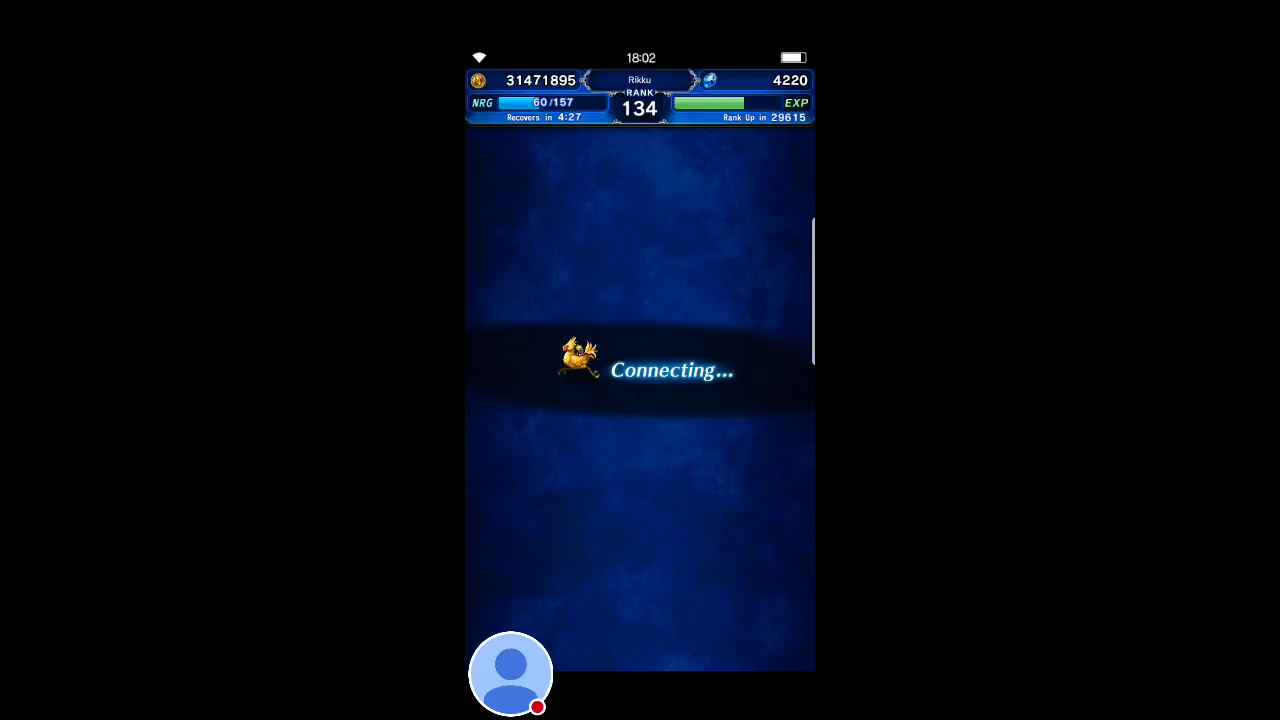 18:02
31471895 Rikku 4220
NRG 60/157 RANK EXP
134
Recovers in 4:27 Rank Up in 29615
Connecting...